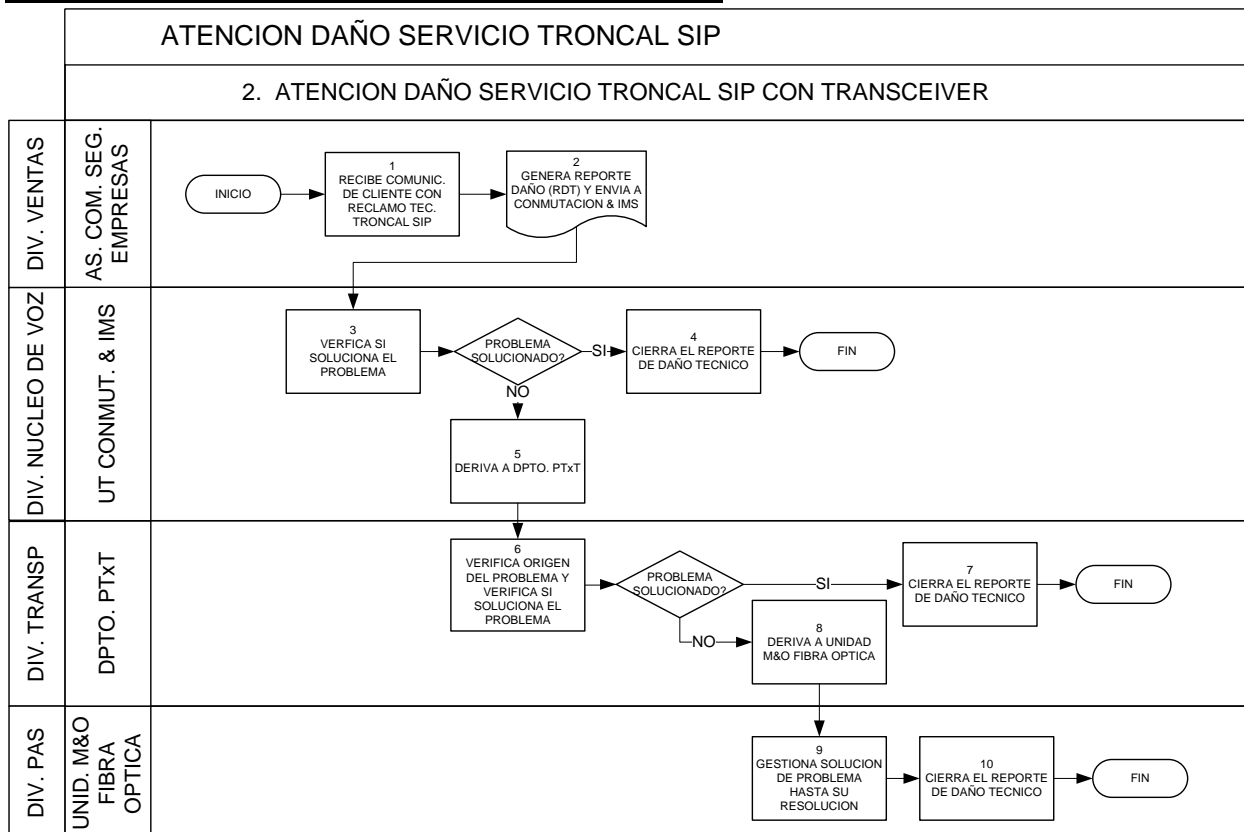 ATENCION DAÑO SERVICIO TRONCAL SIP
2. ATENCION DAÑO SERVICIO TRONCAL SIP CON TRANSCEIVER
DIV. VENTAS
AS. COM. SEG.
EMPRESAS
INICIO
1
RECIBE COMUNIC.
DE CLIENTE CON
RECLAMO TEC.
TRONCAL SIP
2
GENERA REPORTE
DAÑO (RDT) Y ENVIA A
CONMUTACION & IMS
DIV. NUCLEO DE VOZ
UT CONMUT. & IMS
3
VERFICA SI
SOLUCIONA EL
PROBLEMA
PROBLEMA
SOLUCIONADO?
SI
4
CIERRA EL REPORTE
DE DAÑO TECNICO
FIN
NO
5
DERIVA A DPTO. PTxT
DIV. TRANSP
DPTO. PTxT
6
VERIFICA ORIGEN
DEL PROBLEMA Y
VERIFICA SI
SOLUCIONA EL
PROBLEMA
PROBLEMA
SOLUCIONADO?
SI
7
CIERRA EL REPORTE
DE DAÑO TECNICO
FIN
NO
8
DERIVA A UNIDAD
M&O FIBRA OPTICA
DIV. PAS
UNID. M&O
FIBRA
OPTICA
9
GESTIONA SOLUCION
DE PROBLEMA
HASTA SU
RESOLUCION
10
CIERRA EL REPORTE
DE DAÑO TECNICO
FIN